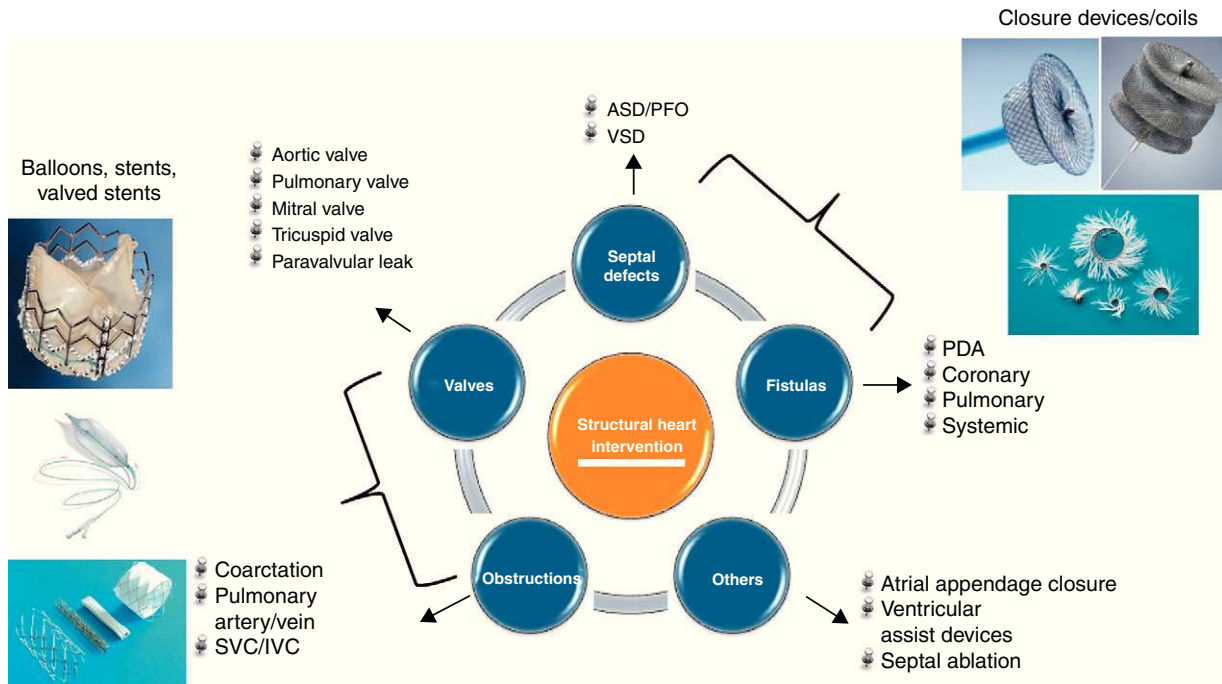 Closure devices/coils
ASD/PFO
VSD
Balloons, stents,
valved stents
Aortic valve
Pulmonary valve
Mitral valve
Tricuspid valve
Paravalvular leak
Septal
defects
Valves
Fistulas
PDA
Coronary
Pulmonary
Systemic
Structural heart
intervention
Obstructions
Others
Coarctation
Pulmonary
artery/vein
SVC/IVC
Atrial appendage closure
Ventricular
assist devices
Septal ablation